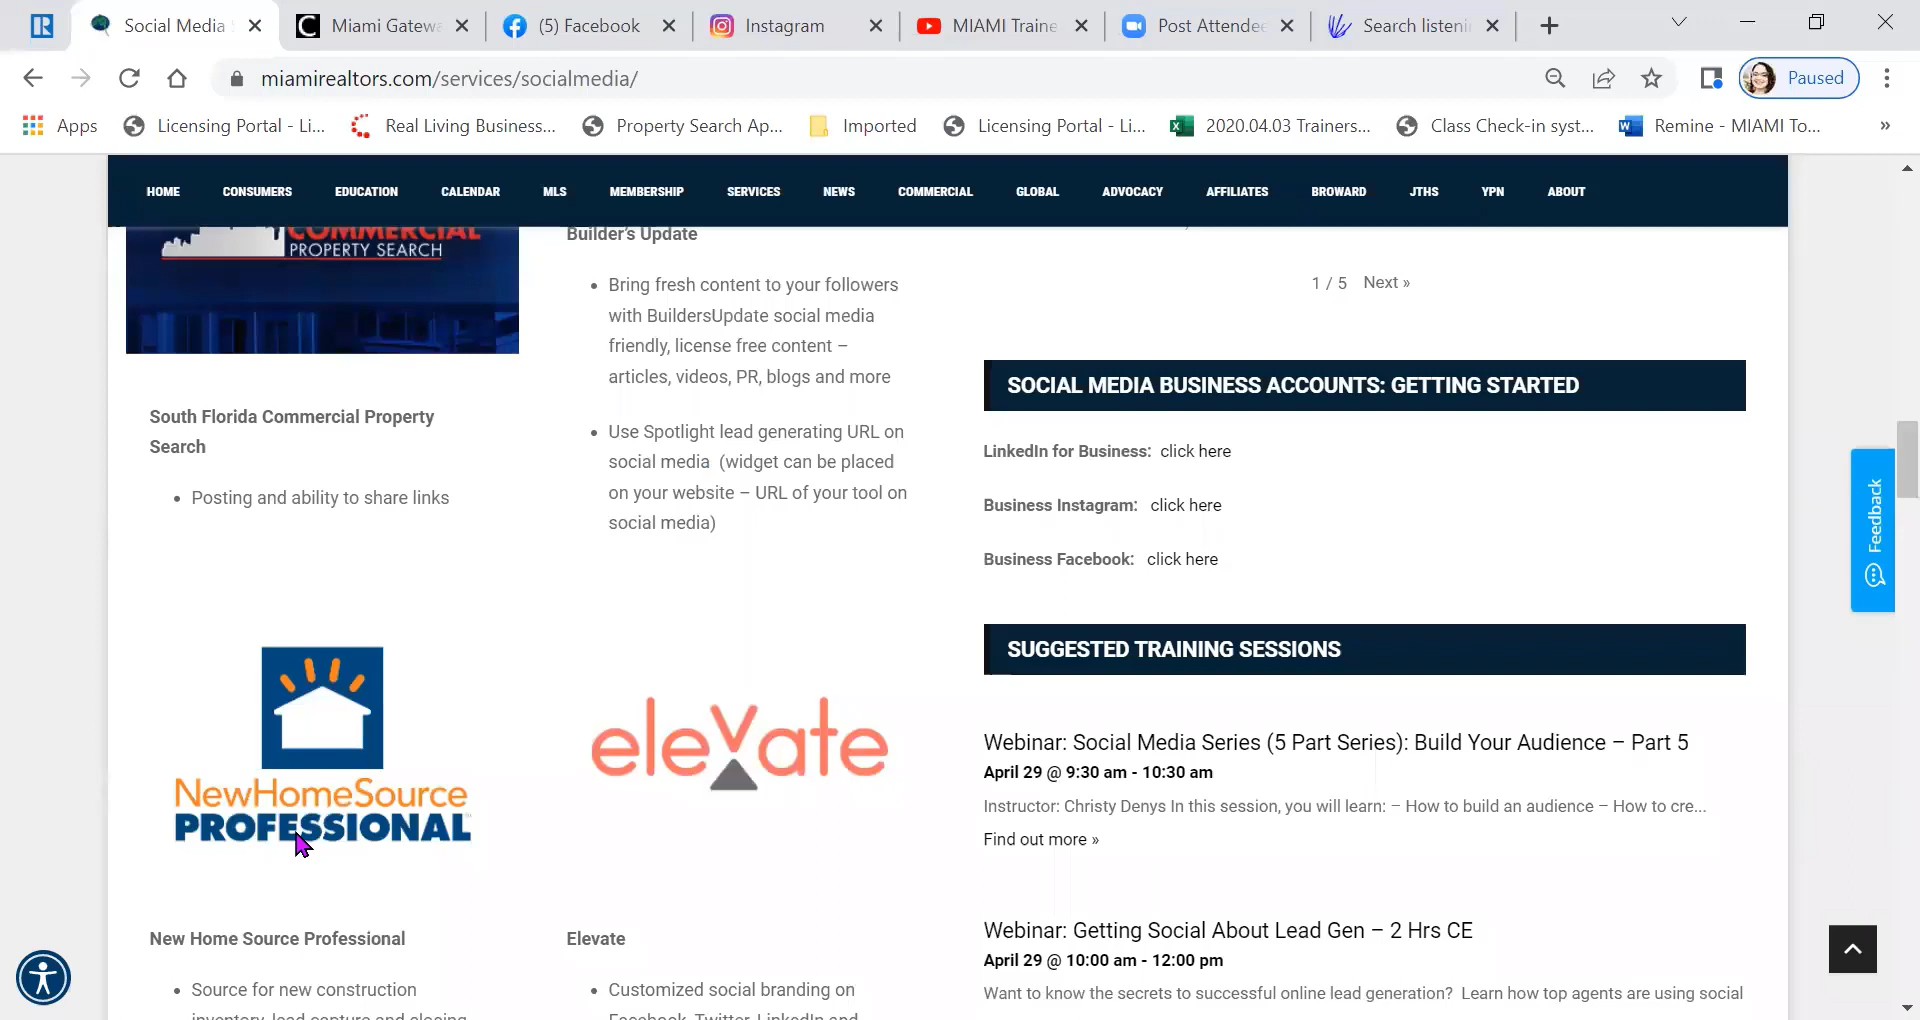 Social Media S
Miami Gatewa
(5) Facebook
Instagram
MIAMI Traine
Post Attendee
Search listenin
miamirealtors.com/services/socialmedia/
Paused
Apps
Licensing Portal - Li...
Real Living Business...
Property Search Ap...
Imported
Licensing Portal - Li...
2020.04.03 Trainers...
Class Check-in syst...
Remine - MIAMI To...
»
HOME CONSUMERS EDUCATION CALENDAR MLS MEMBERSHIP SERVICES NEWS COMMERCIAL GLOBAL ADVOCACY AFFILIATES BROWARD JTHS YPN ABOUT
COMMERCIAL
PROPERTY SEARCH
South Florida Commercial Property
Search
• Posting and ability to share links
Builder's Update
• Bring fresh content to your followers
with BuildersUpdate social media
friendly, license free content –
articles, videos, PR, blogs and more
• Use Spotlight lead generating URL on
social media (widget can be placed
on your website – URL of your tool on
social media)
NewHomeSource
PROFESSIONAL
elevate
New Home Source Professional
• Source for new construction
inventory, lead capture and closing
Elevate
• Customized social branding on
Facebook, Twitter, LinkedIn and
1 / 5 Next »
SOCIAL MEDIA BUSINESS ACCOUNTS: GETTING STARTED
LinkedIn for Business: click here
Business Instagram: click here
Business Facebook: click here
SUGGESTED TRAINING SESSIONS
Webinar: Social Media Series (5 Part Series): Build Your Audience – Part 5
April 29 @ 9:30 am - 10:30 am
Instructor: Christy Denys In this session, you will learn: – How to build an audience – How to cre...
Find out more »
Webinar: Getting Social About Lead Gen – 2 Hrs CE
April 29 @ 10:00 am - 12:00 pm
Want to know the secrets to successful online lead generation? Learn how top agents are using social
Feedback